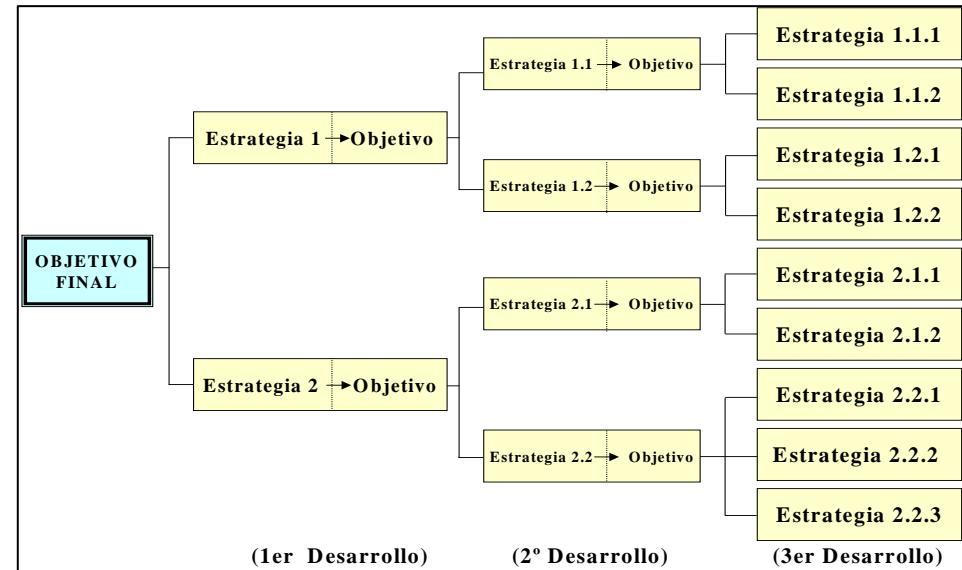 Estrategia 1.1.1
Estrategia 1.1 Objetivo
Estrategia 1.1.2
Estrategia 1 Objetivo
Estrategia 1.2.1
Estrategia 1.2 Objetivo
Estrategia 1.2.2
OBJETIVO
FINAL
Estrategia 2.1.1
Estrategia 2.1 Objetivo
Estrategia 2.1.2
Estrategia 2 Objetivo
Estrategia 2.2.1
Estrategia 2.2 Objetivo
Estrategia 2.2.2
Estrategia 2.2.3
(1er Desarrollo) (2º Desarrollo) (3er Desarrollo)